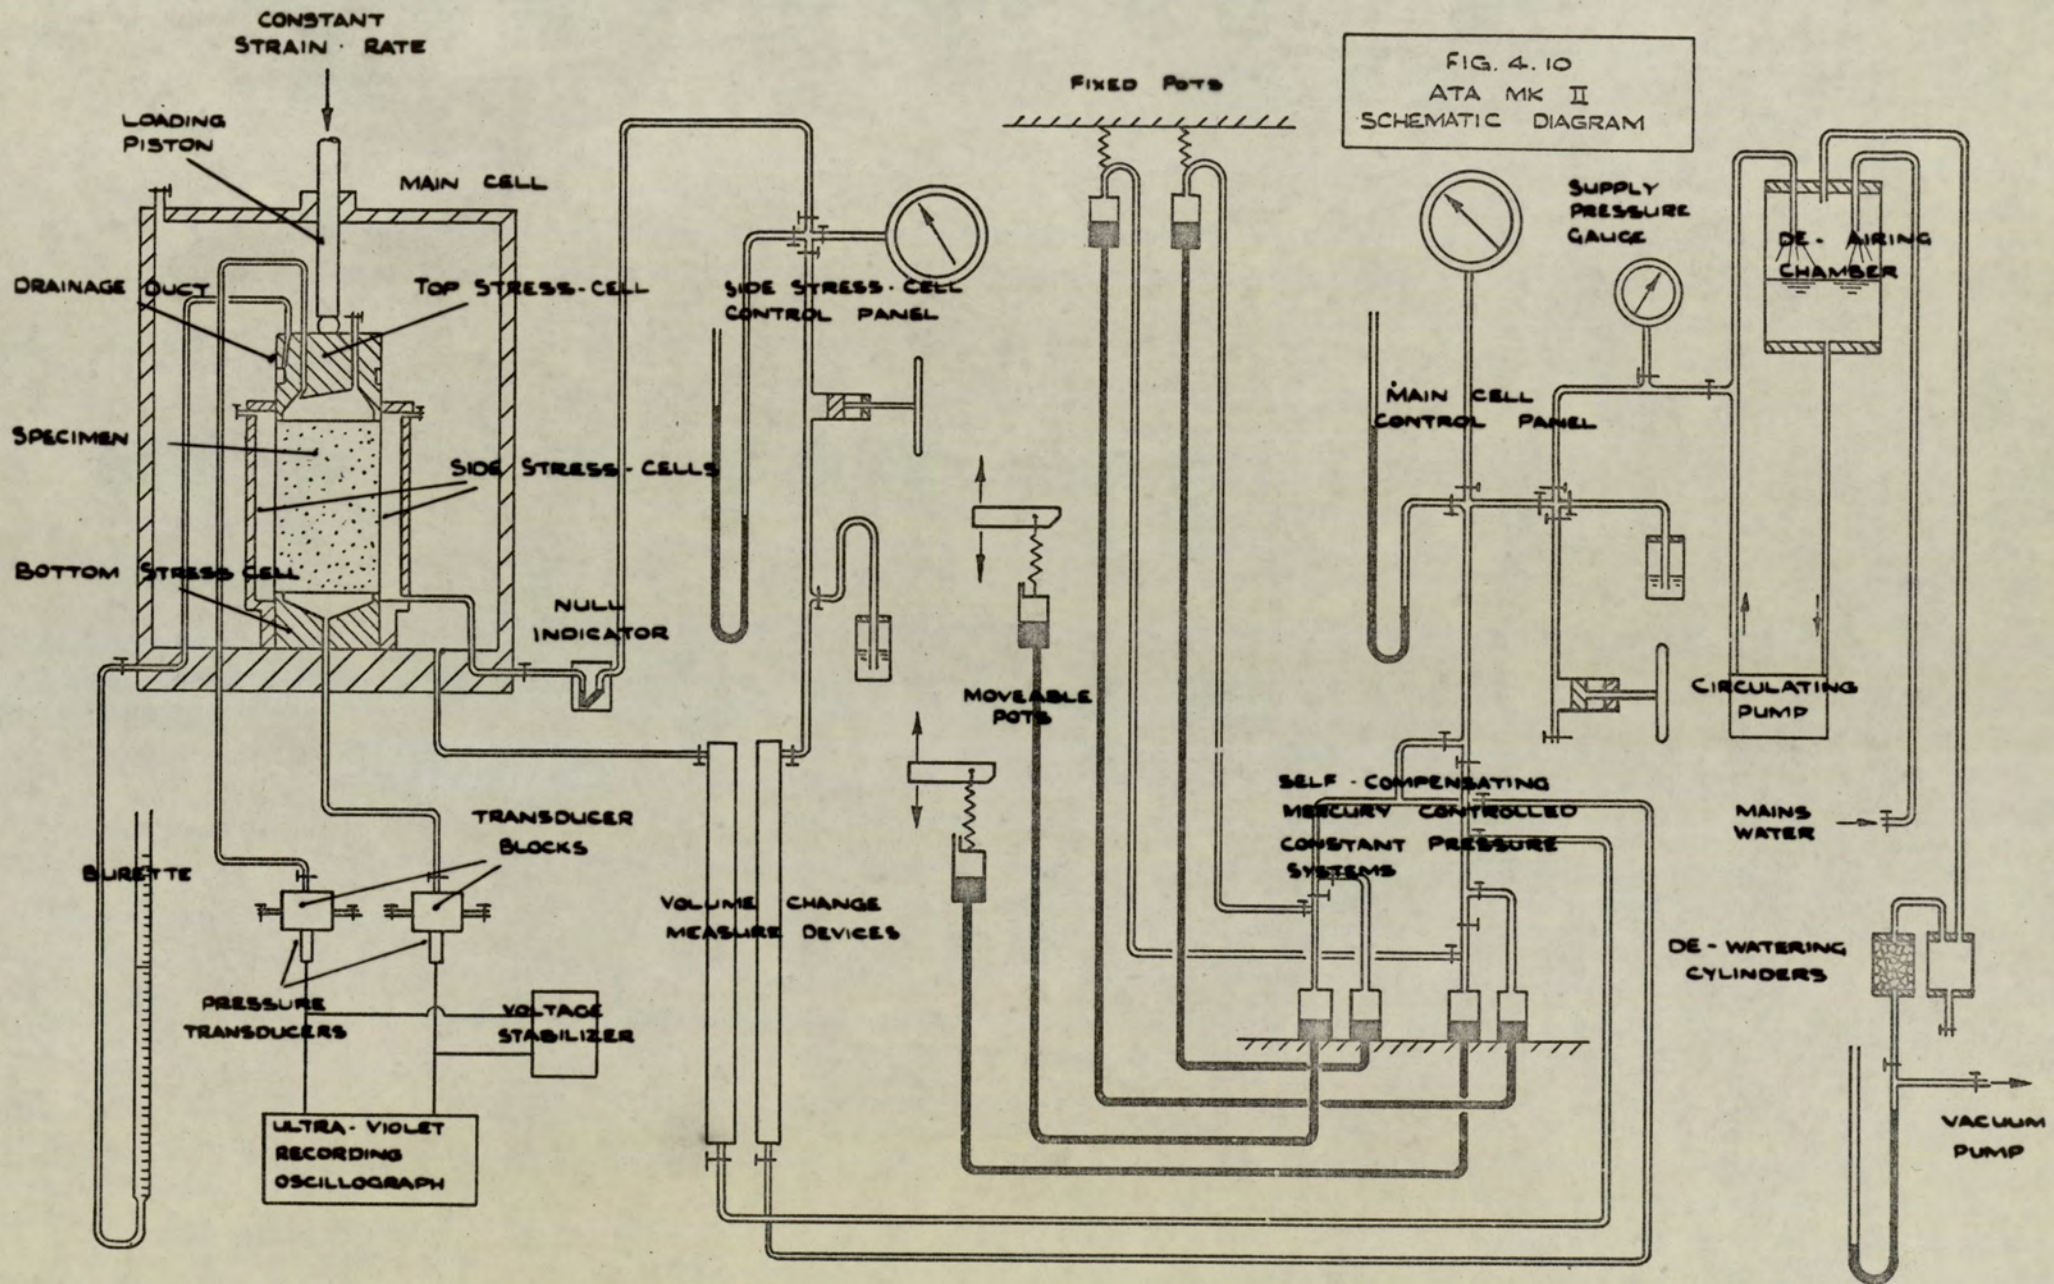 CONSTANT
STRAIN · RATE
LOADING
PISTON
MAIN CELL
DRAINAGE DUCT
TOP STRESS-CELL
SPECIMEN
SIDE STRESS-CELLS
BOTTOM STRESS CELL
NULL
INDICATOR
SIDE STRESS-CELL
CONTROL PANEL
FIXED POTS
FIG. 4.10
ATA MK II
SCHEMATIC DIAGRAM
SUPPLY
PRESSURE
GAUGE
DE-AIRING
CHAMBER
MAIN CELL
CONTROL PANEL
MOVEABLE
POTS
CIRCULATING
PUMP
SELF-COMPENSATING
MERCURY CONTROLLED
CONSTANT PRESSURE
SYSTEMS
MAINS
WATER
TRANSDUCER
BLOCKS
BURETTE
VOLUME CHANGE
MEASURE DEVICES
DE-WATERING
CYLINDERS
PRESSURE
TRANSDUCERS
VOLTAGE
STABILIZER
ULTRA-VIOLET
RECORDING
OSCILLOGRAPH
VACUUM
PUMP